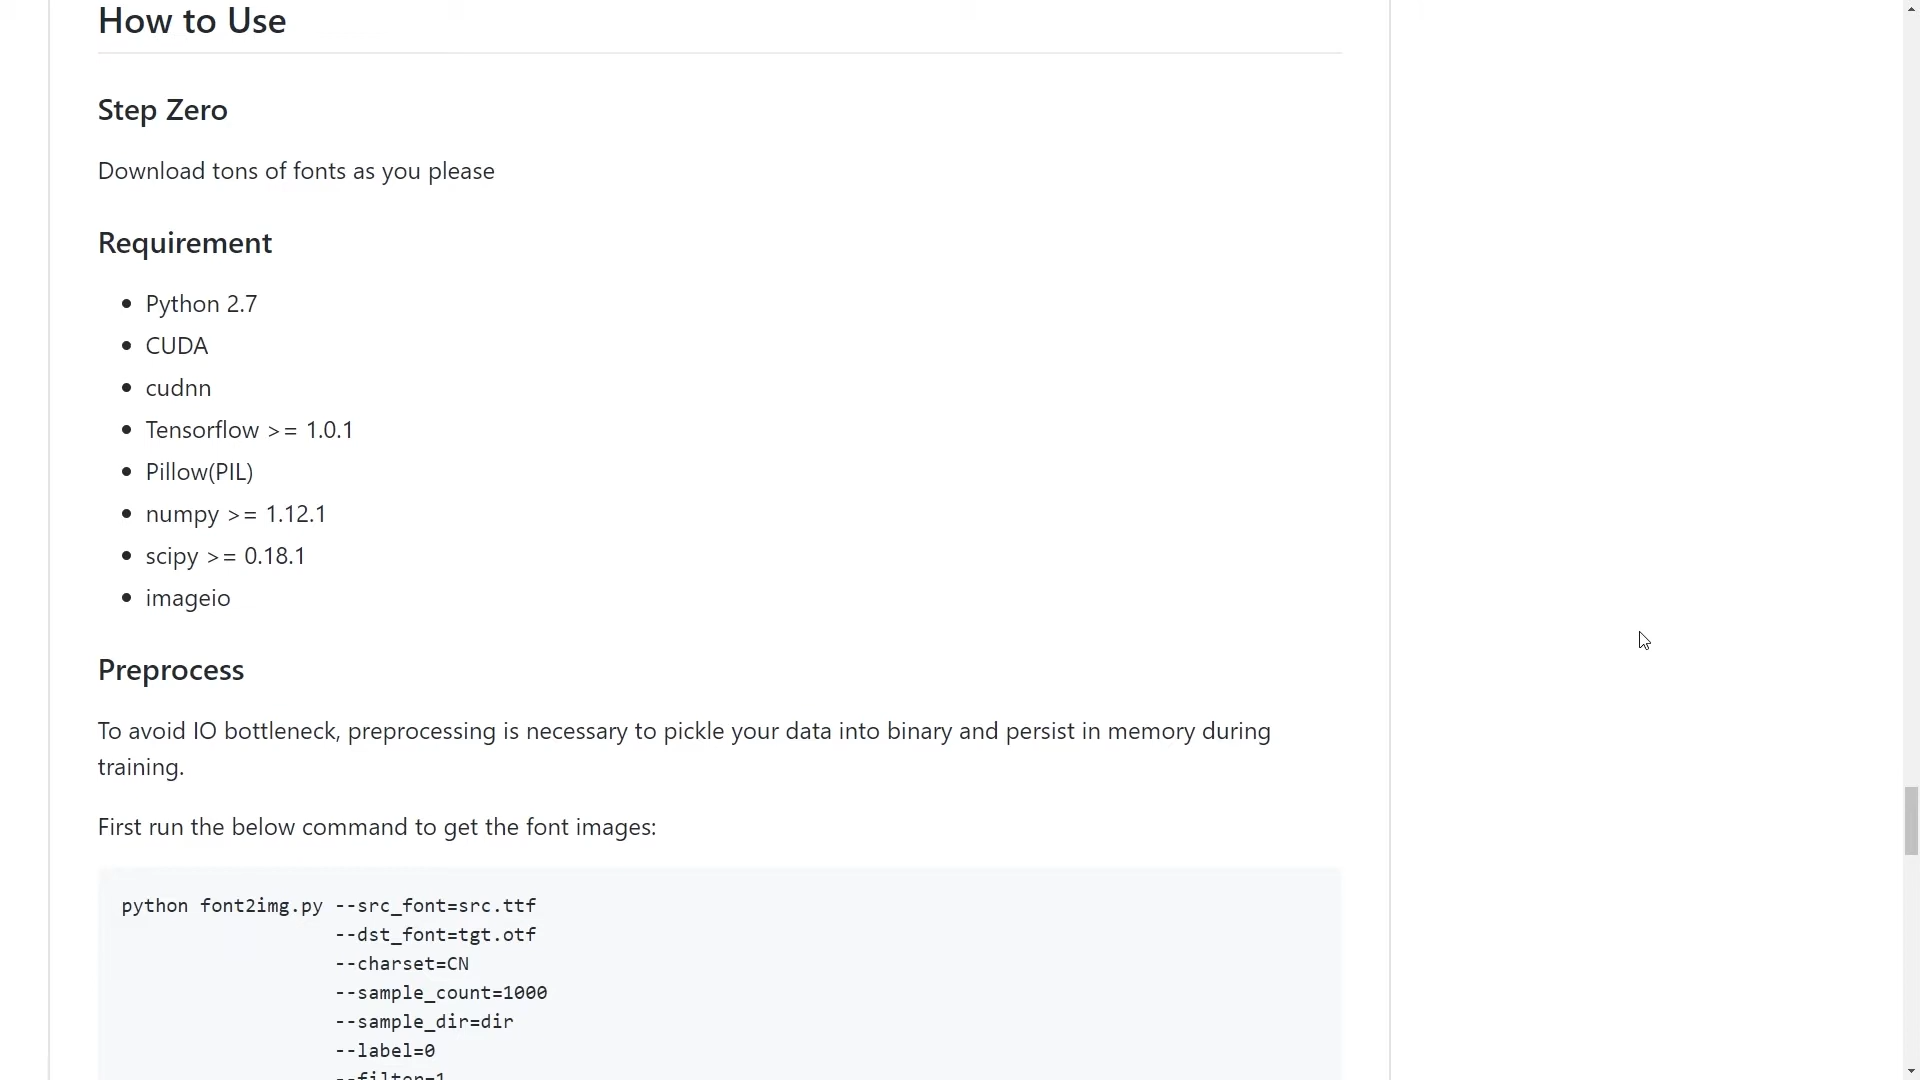 How to Use
Step Zero
Download tons of fonts as you please
Requirement
Python 2.7
CUDA
cudnn
Tensorflow >= 1.0.1
Pillow(PIL)
numpy >= 1.12.1
scipy >= 0.18.1
imageio
Preprocess
To avoid IO bottleneck, preprocessing is necessary to pickle your data into binary and persist in memory during
training.
First run the below command to get the font images:
python font2img.py --src_font=src.ttf
--dst_font=tgt.otf
--charset=CN
--sample_count=1000
--sample_dir=dir
--label=0
--filter=1